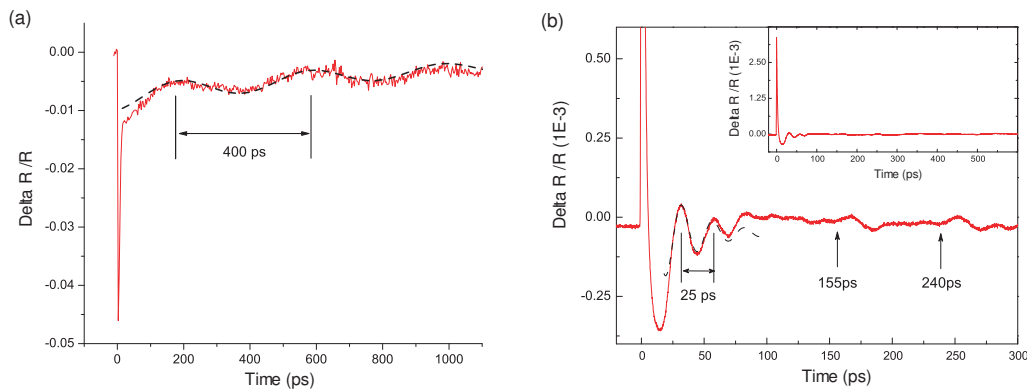 (a)
0.00
-0.01
-0.02
-0.03
-0.04
-0.05
Delta R /R
400 ps
0
200
400
600
800
1000
Time (ps)
(b)
0.50
0.25
0.00
-0.25
Delta R /R (1E-3)
25 ps
155ps
240ps
0
50
100
150
200
250
300
Time (ps)
2.50
1.25
0.00
Delta R /R (1E-3)
0
100
200
300
400
500
Time (ps)